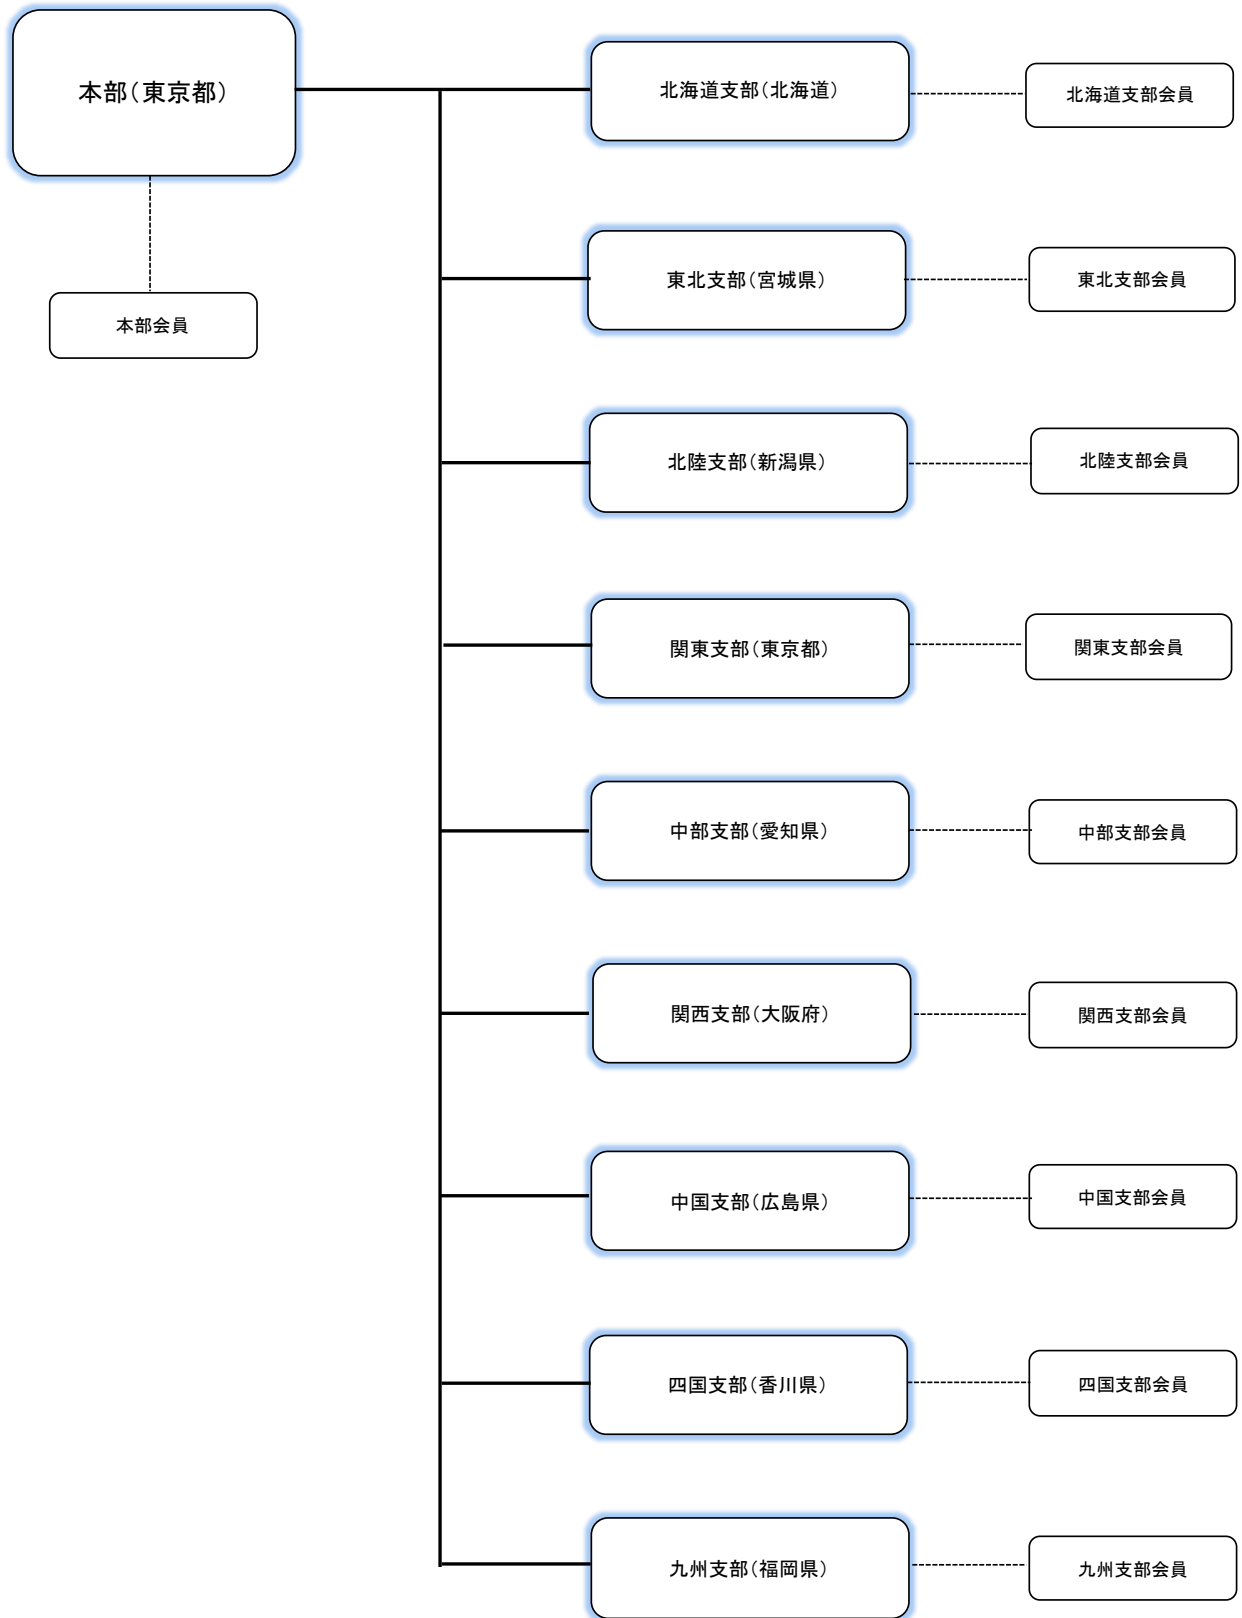 本部（東京都）
北海道支部（北海道）
北海道支部会員
東北支部（宮城県）
東北支部会員
本部会員
北陸支部（新潟県）
北陸支部会員
関東支部（東京都）
関東支部会員
中部支部（愛知県）
中部支部会員
関西支部（大阪府）
関西支部会員
中国支部（広島県）
中国支部会員
四国支部（香川県）
四国支部会員
九州支部（福岡県）
九州支部会員